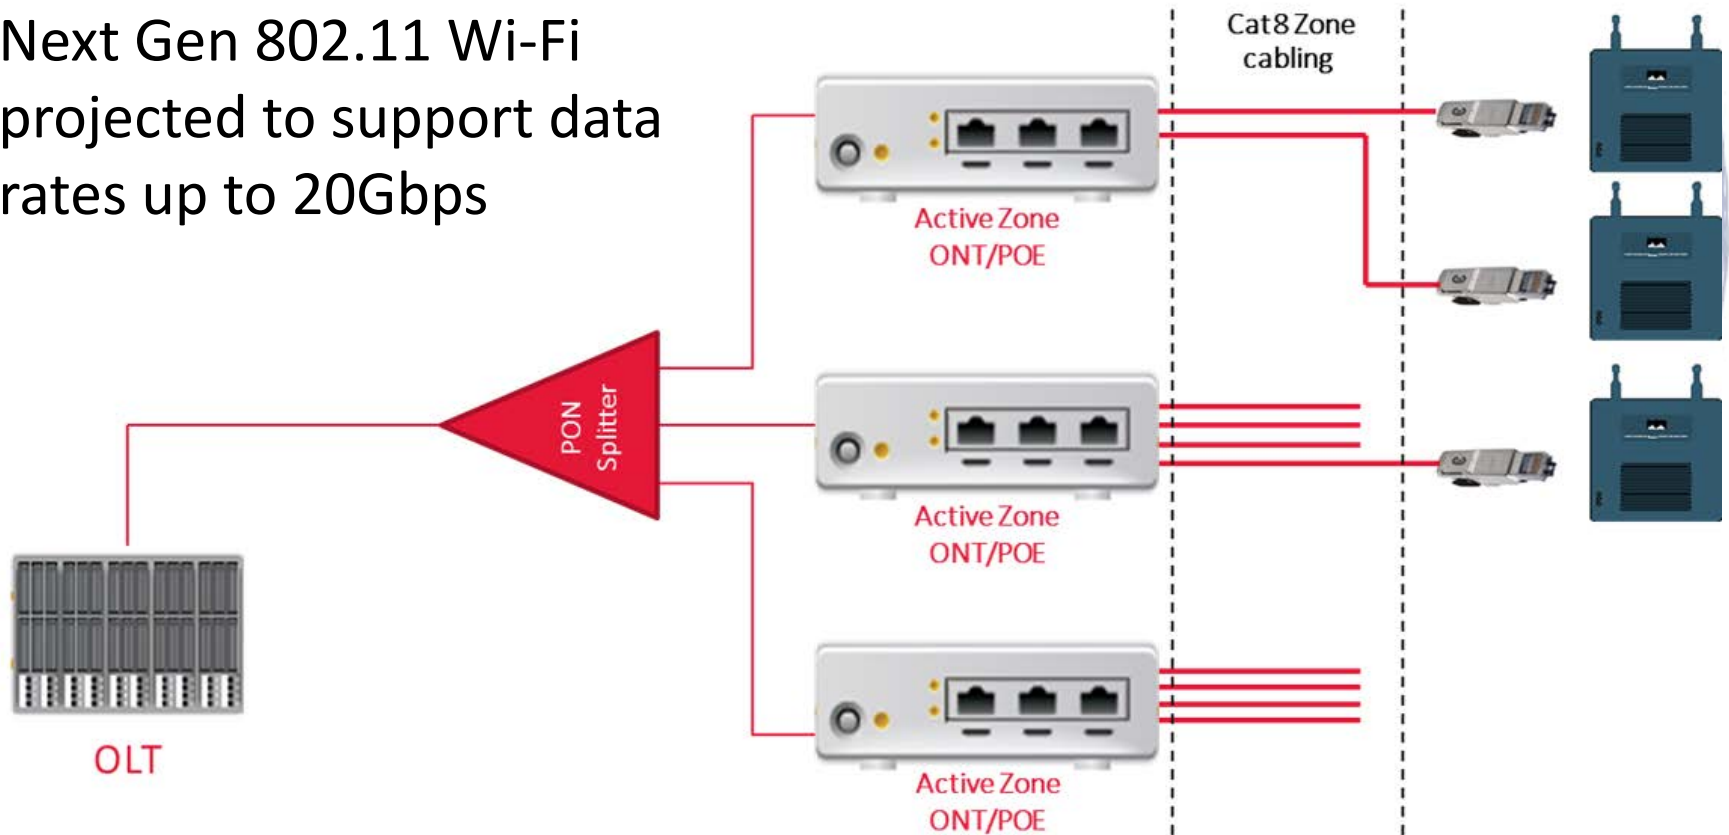 Next Gen 802.11 Wi-Fi
projected to support data
rates up to 20Gbps
Cat8 Zone
cabling
Active Zone
ONT/POE
PON
Splitter
Active Zone
ONT/POE
OLT
Active Zone
ONT/POE